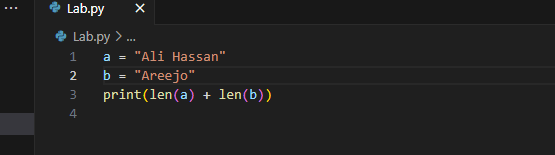 ... Lab.py ×
Lab.py > ...
1 a = "Ali Hassan"
2 b = "Areejo"
3 print(len(a) + len(b))
4